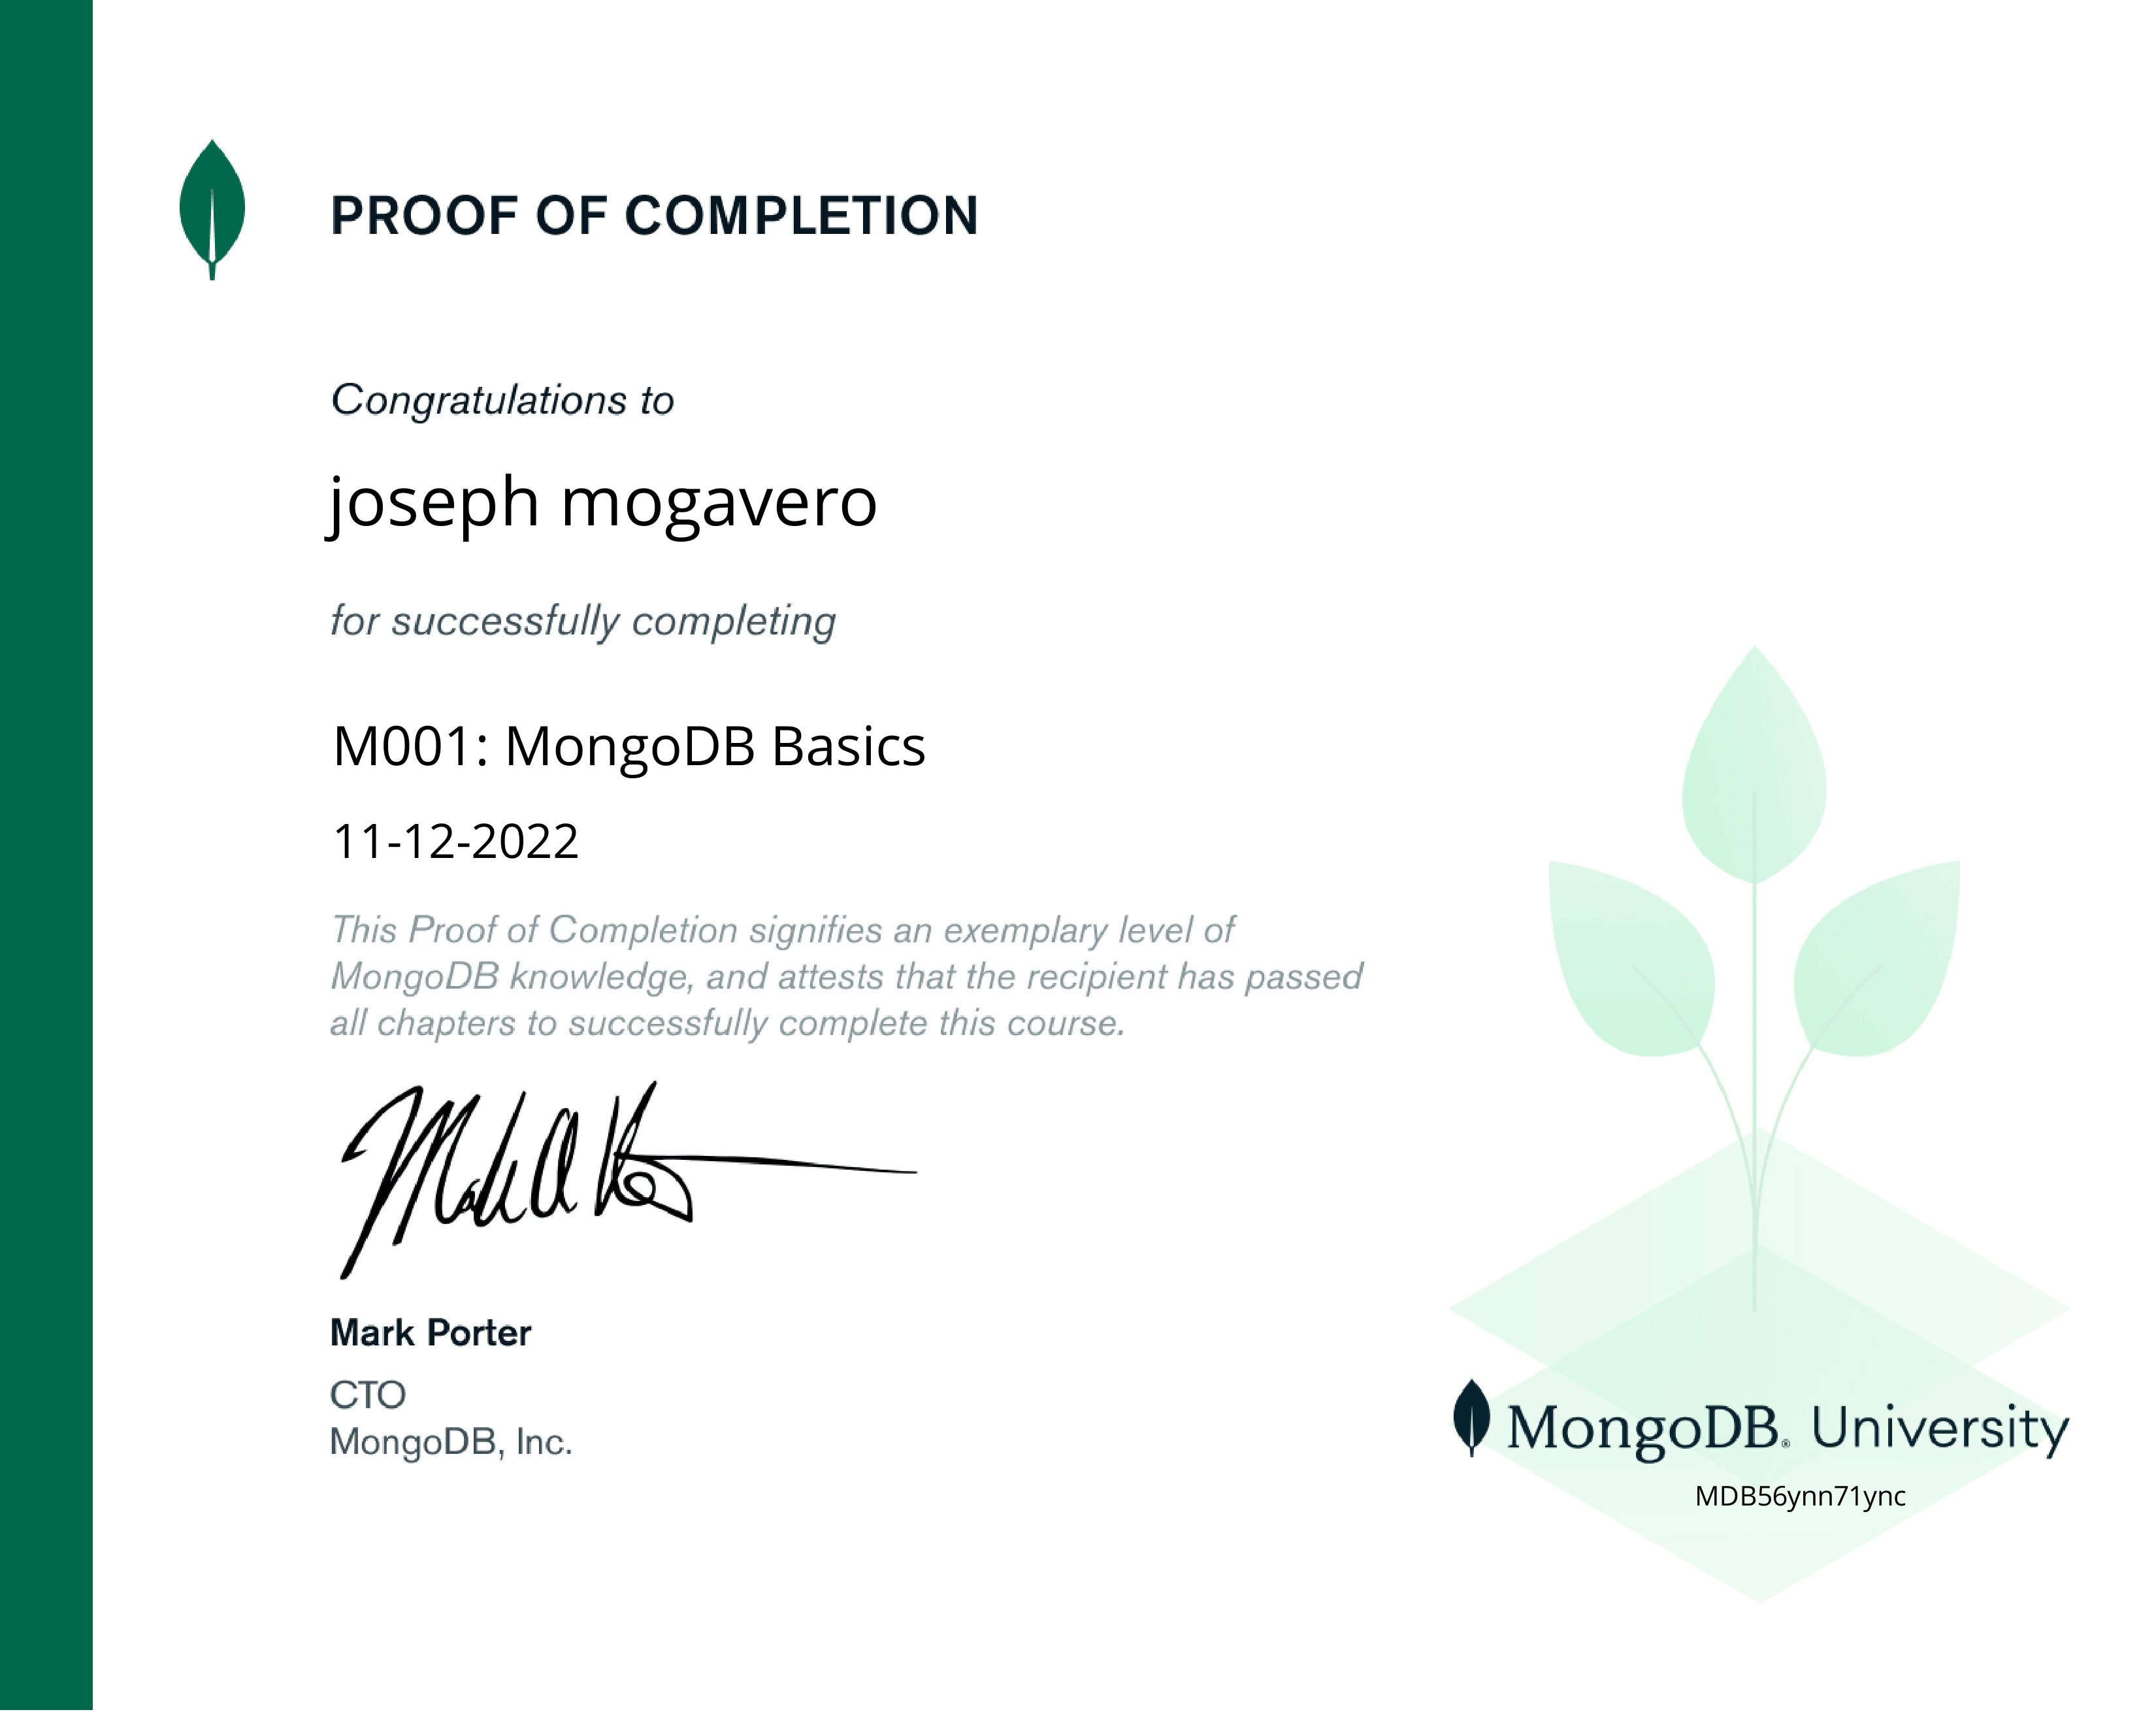 PROOF OF COMPLETION
Congratulations to
joseph mogavero
for successfully completing
M001: MongoDB Basics
11-12-2022
This Proof of Completion signifies an exemplary level of
MongoDB knowledge, and attests that the recipient has passed
all chapters to successfully complete this course.
Mark Porter
CTO
MongoDB, Inc.
MongoDB® University
MDB56ynn71ync